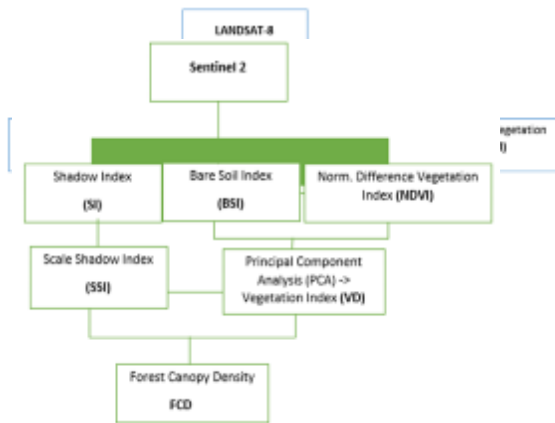 LANDSAT-8
Sentinel 2
egetation
)
Shadow Index
(SI)
Bare Soil Index
(BSI)
Norm. Difference Vegetation
Index (NDVI)
Scale Shadow Index
(SSI)
Principal Component
Analysis (PCA) ->
Vegetation Index (VD)
Forest Canopy Density
FCD